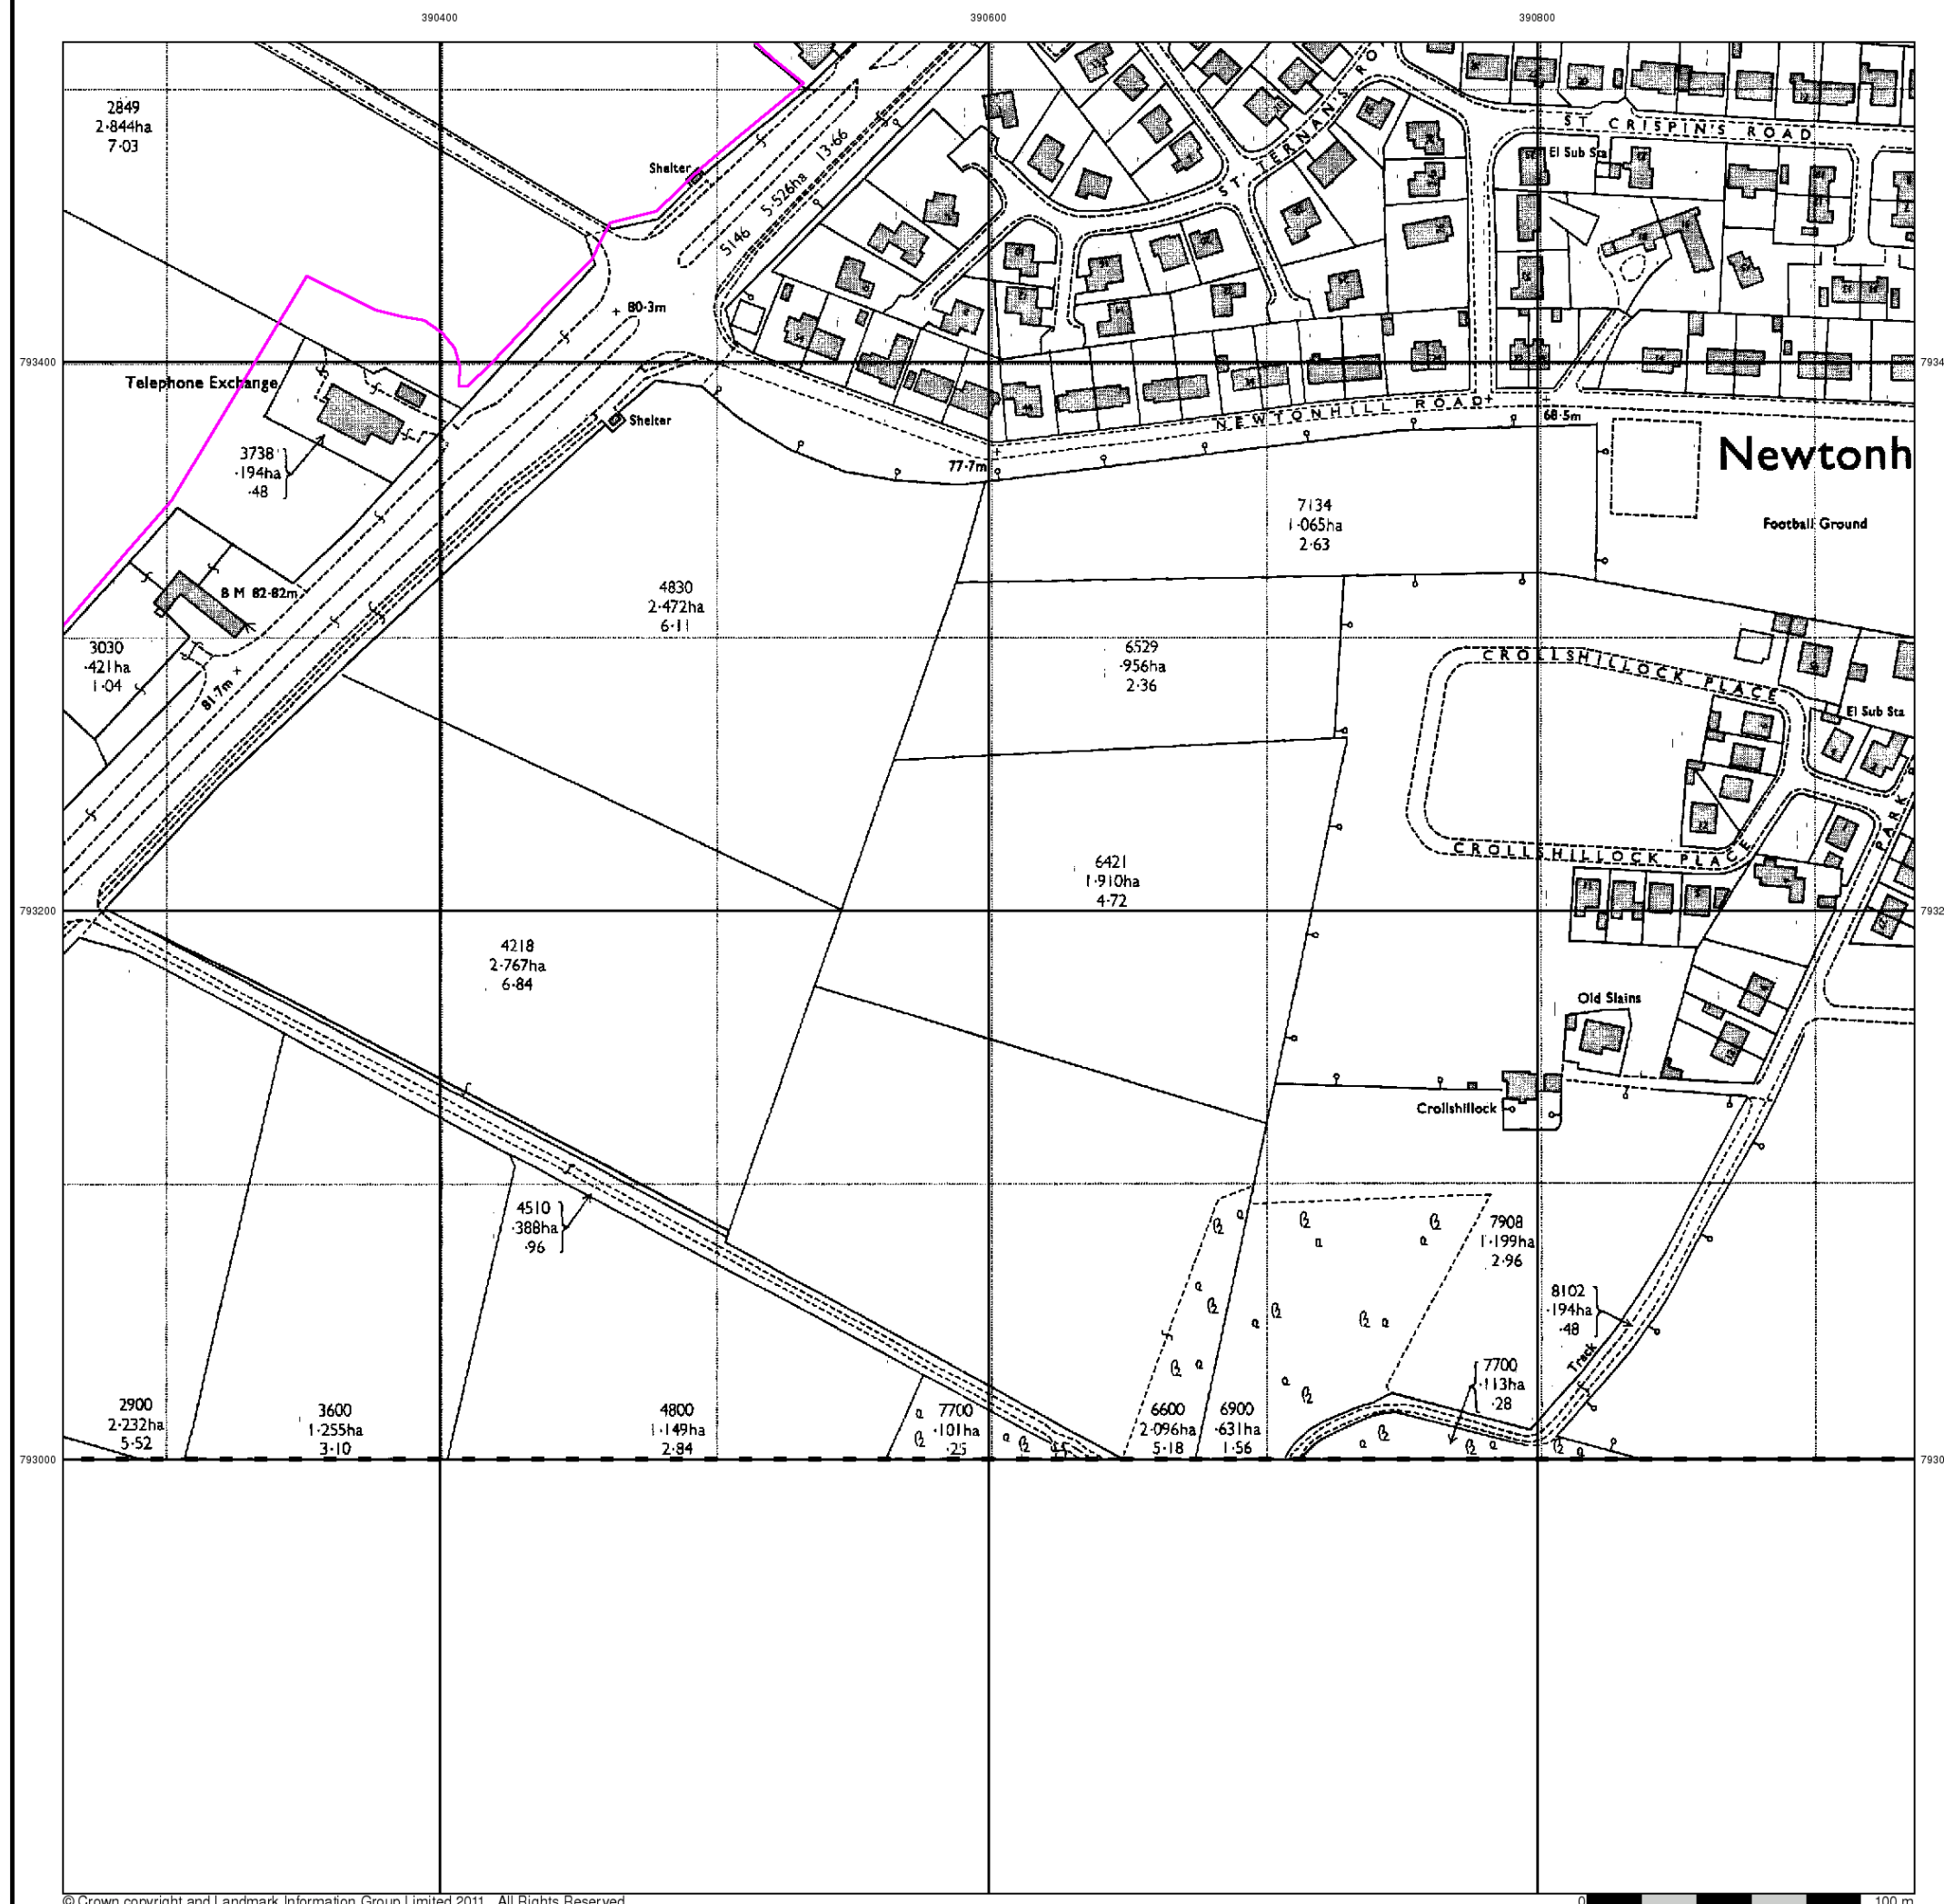 390400
390600
390800
2849
2·844ha
7·03
Shelter
5146 5·526ha 13·66
ST TERNAN'S RO
ST CRISPIN'S ROAD
El Sub Sta
80·3m
793400
7934
Telephone Exchange
Shelter
NEWTONHILL ROAD
68·5m
Newtonh
3738
·194ha
·48
77·7m
7134
1·065ha
2·63
Football Ground
B M 82·82m
4830
2·472ha
6·11
3030
·421ha
1·04
81·7m
6529
·956ha
2·36
CROLLSHILLOCK PLACE
El Sub Sta
PARK
CROLLSHILLOCK PLACE
6421
1·910ha
4·72
793200
7932
4218
2·767ha
6·84
Old Slains
Crollshillock
4510
·388ha
·96
7908
1·199ha
2·96
8102
·194ha
·48
Track
7700
·113ha
·28
2900
2·232ha
5·52
3600
1·255ha
3·10
4800
1·149ha
2·84
7700
·101ha
·25
6600
2·096ha
5·18
6900
·631ha
1·56
793000
7930
© Crown copyright and Landmark Information Group Limited 2011. All Rights Reserved
0 100 m